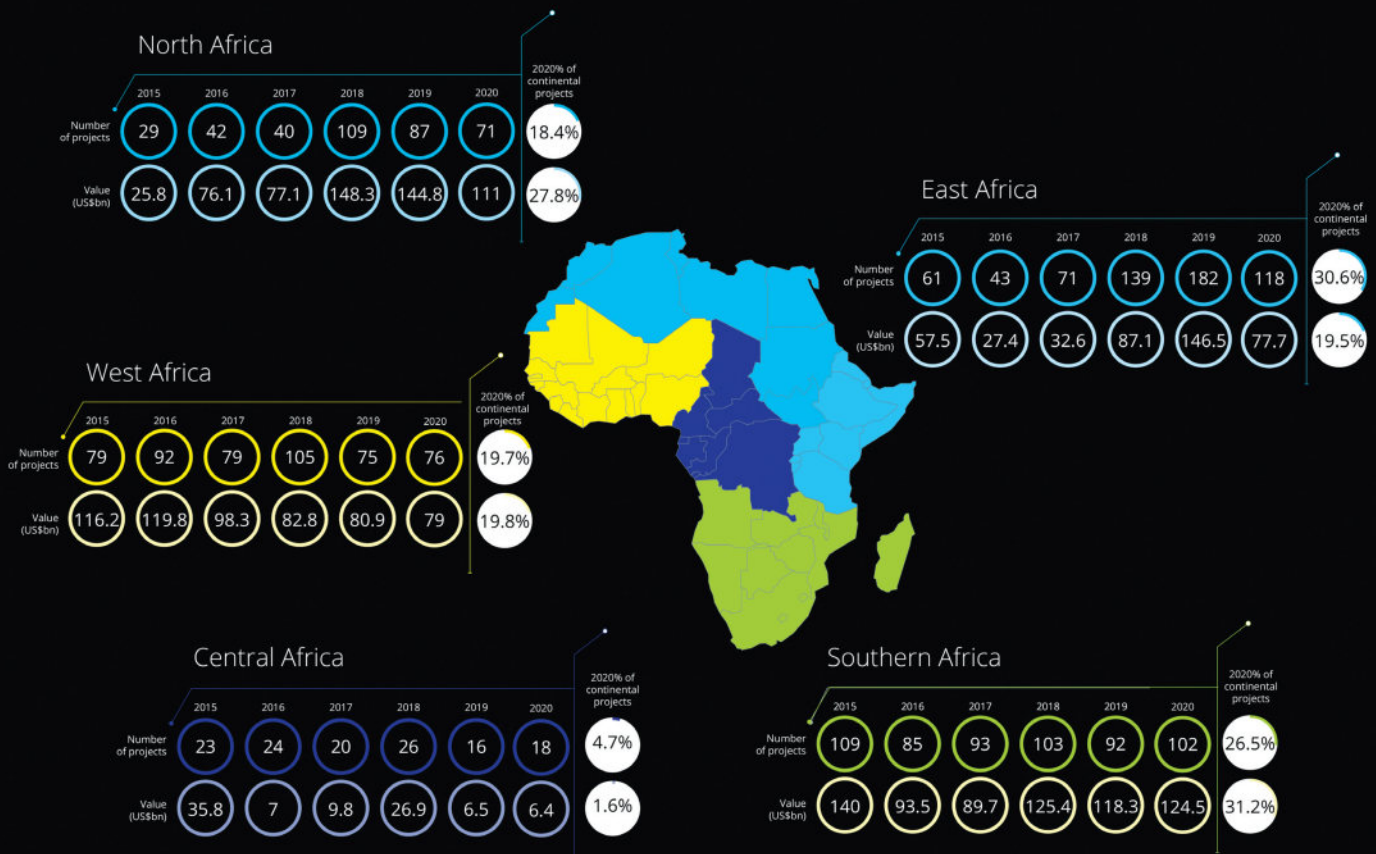 North Africa
2020% of
continental
projects
2015 2016 2017 2018 2019 2020
Number
of projects
29 42 40 109 87 71 18.4%
Value
(US$bn)
25.8 76.1 77.1 148.3 144.8 111 27.8%
East Africa
2020% of
continental
projects
2015 2016 2017 2018 2019 2020
Number
of projects
61 43 71 139 182 118 30.6%
Value
(US$bn)
57.5 27.4 32.6 87.1 146.5 77.7 19.5%
West Africa
2020% of
continental
projects
2015 2016 2017 2018 2019 2020
Number
of projects
79 92 79 105 75 76 19.7%
Value
(US$bn)
116.2 119.8 98.3 82.8 80.9 79 19.8%
Central Africa
2020% of
continental
projects
2015 2016 2017 2018 2019 2020
Number
of projects
23 24 20 26 16 18 4.7%
Value
(US$bn)
35.8 7 9.8 26.9 6.5 6.4 1.6%
Southern Africa
2020% of
continental
projects
2015 2016 2017 2018 2019 2020
Number
of projects
109 85 93 103 92 102 26.5%
Value
(US$bn)
140 93.5 89.7 125.4 118.3 124.5 31.2%